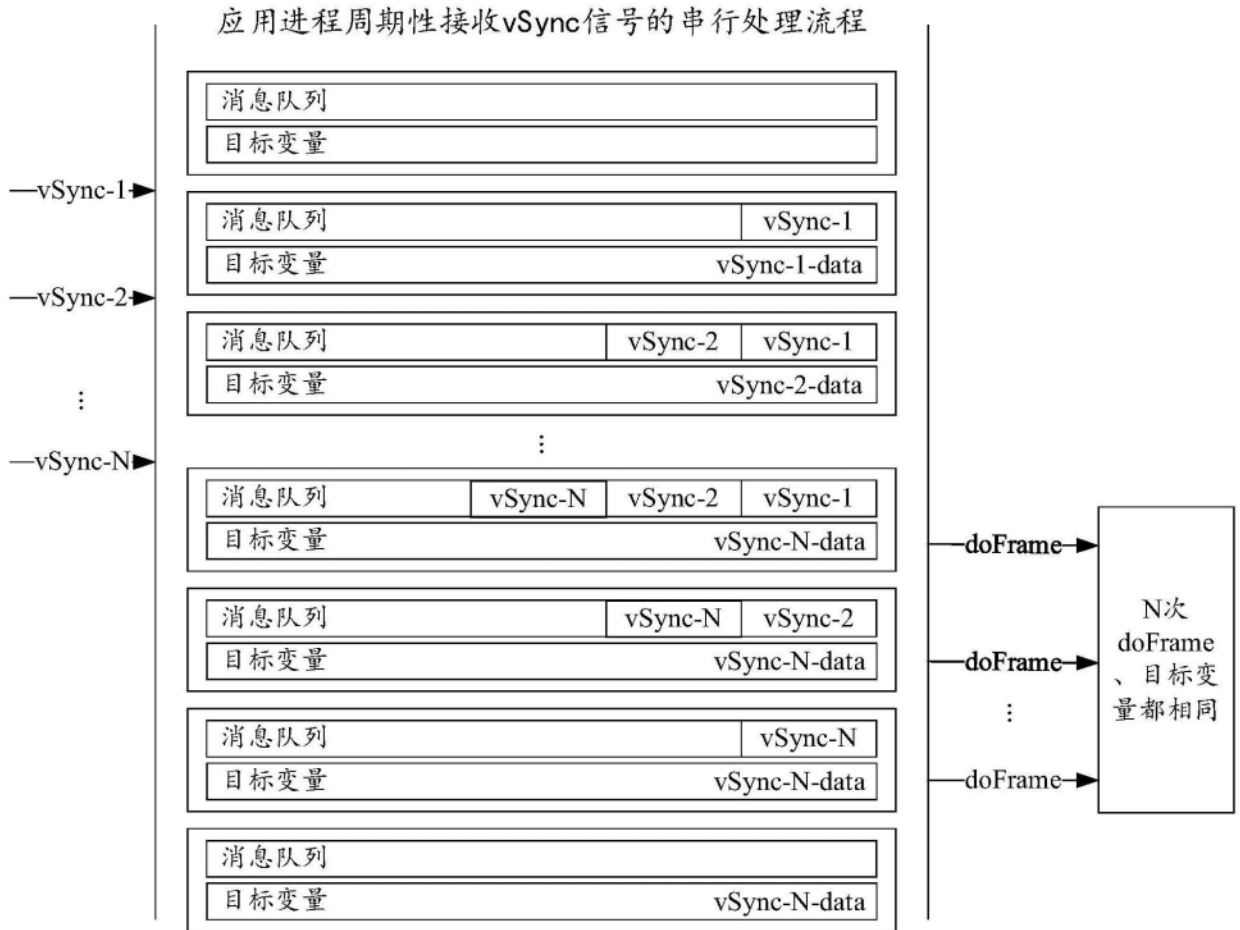 应用进程周期性接收vSync信号的串行处理流程
消息队列
目标变量
vSync-1
消息队列 vSync-1
目标变量 vSync-1-data
vSync-2
消息队列 vSync-2 vSync-1
目标变量 vSync-2-data
⋮
⋮
vSync-N
消息队列 vSync-N vSync-2 vSync-1
目标变量 vSync-N-data
doFrame
消息队列 vSync-N vSync-2
目标变量 vSync-N-data
doFrame
⋮
消息队列 vSync-N
目标变量 vSync-N-data
doFrame
N次
doFrame
、目标变
量都相同
消息队列
目标变量 vSync-N-data